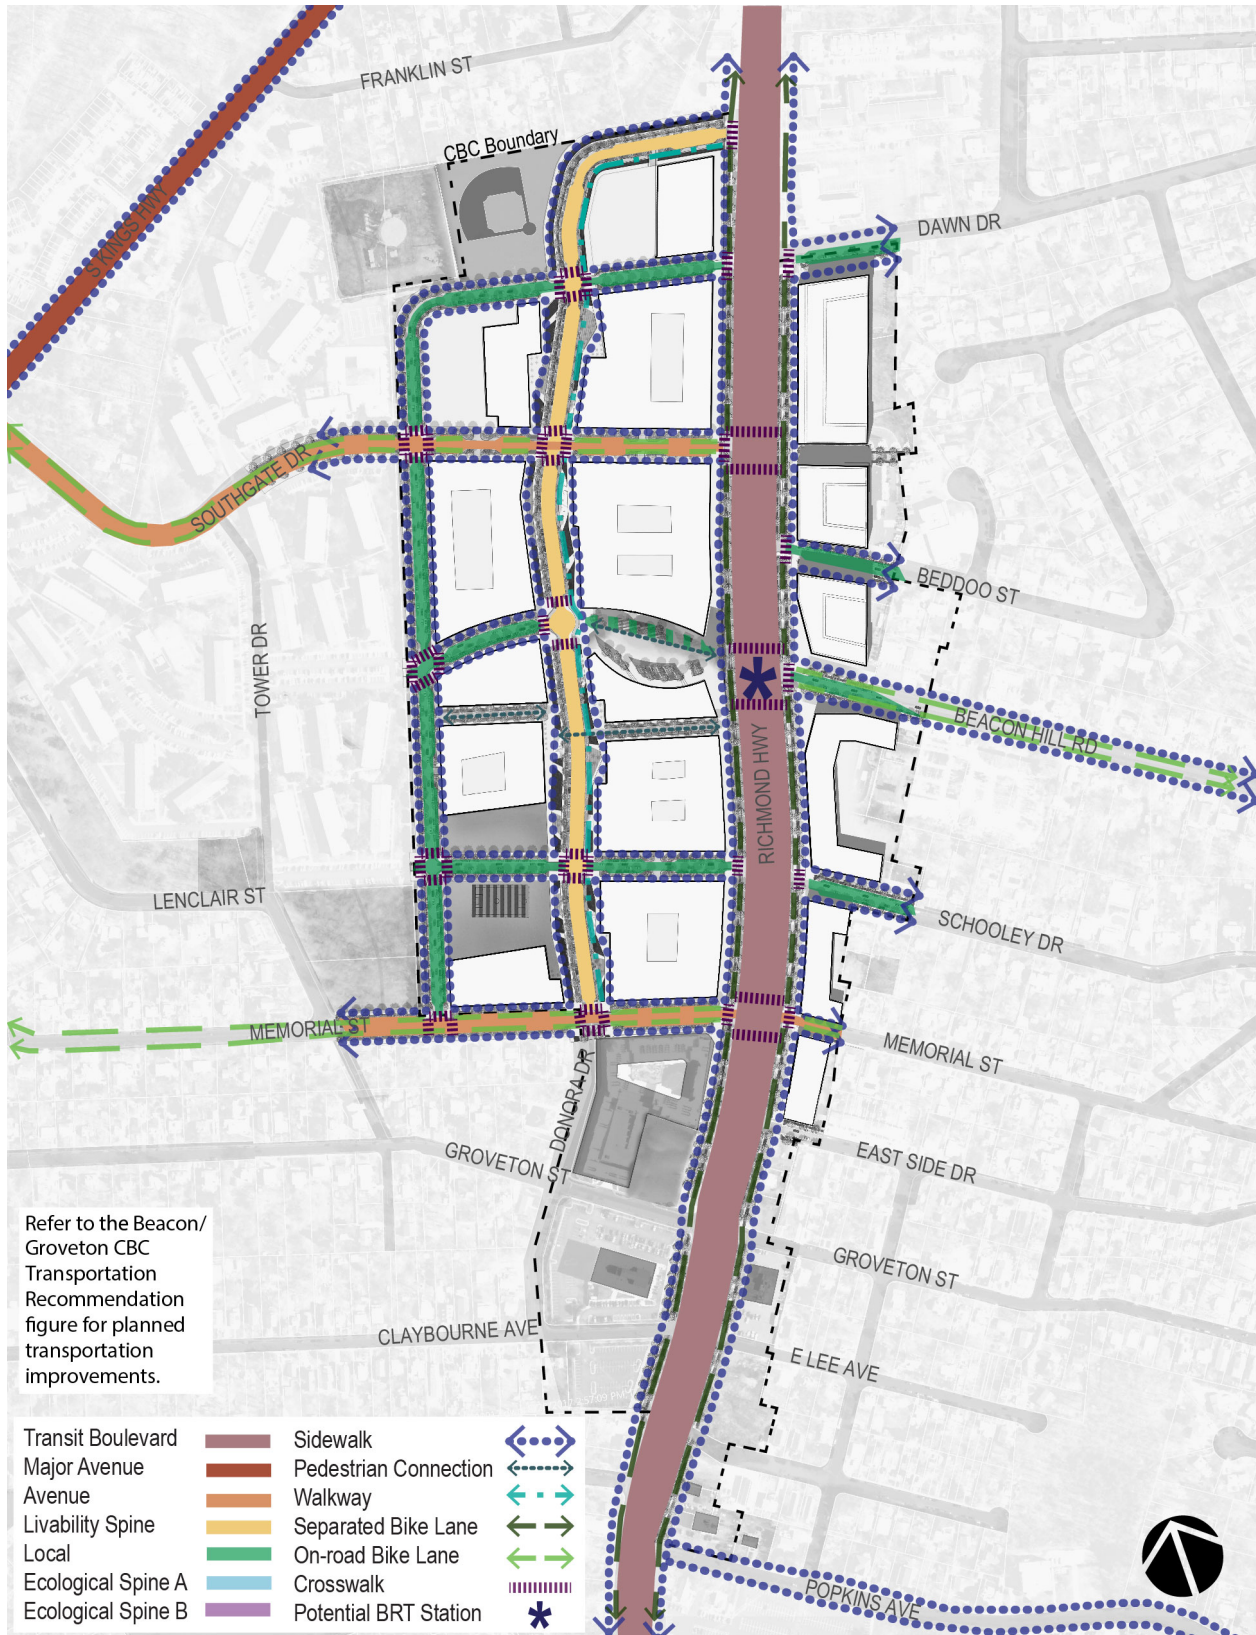 FRANKLIN ST
CBC Boundary
S KINGS HWY
DAWN DR
SOUTHGATE DR
BEDDOO ST
TOWER DR
BEACON HILL RD
RICHMOND HWY
LENCLAIR ST
SCHOOLEY DR
MEMORIAL ST
MEMORIAL ST
DONORA DR
GROVETON ST
EAST SIDE DR
GROVETON ST
CLAYBOURNE AVE
E LEE AVE
POPKINS AVE
Refer to the Beacon/
Groveton CBC
Transportation
Recommendation
figure for planned
transportation
improvements.
Transit Boulevard
Major Avenue
Avenue
Livability Spine
Local
Ecological Spine A
Ecological Spine B
Sidewalk
Pedestrian Connection
Walkway
Separated Bike Lane
On-road Bike Lane
Crosswalk
Potential BRT Station